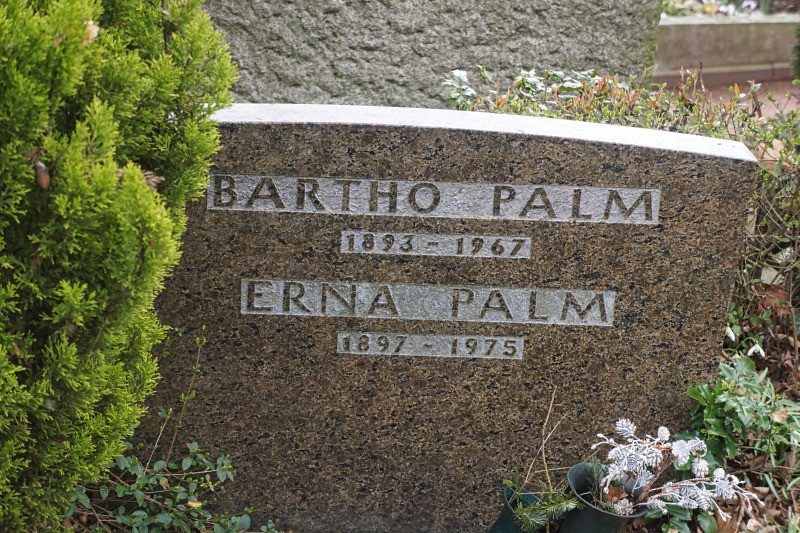 BARTHO PALM
1893 - 1967
ERNA PALM
1897 - 1975